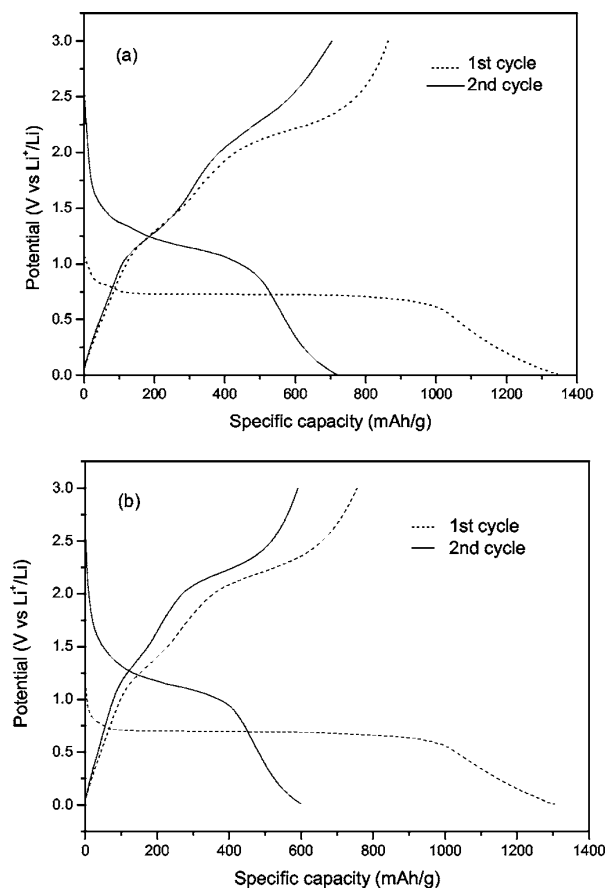 (a)
1st cycle
2nd cycle
3.0
2.5
2.0
1.5
1.0
0.5
0.0
Potential (V vs Li⁺/Li)
0 200 400 600 800 1000 1200 1400
Specific capacity (mAh/g)
(b)
1st cycle
2nd cycle
3.0
2.5
2.0
1.5
1.0
0.5
0.0
Potential (V vs Li⁺/Li)
0 200 400 600 800 1000 1200 1400
Specific capacity (mAh/g)